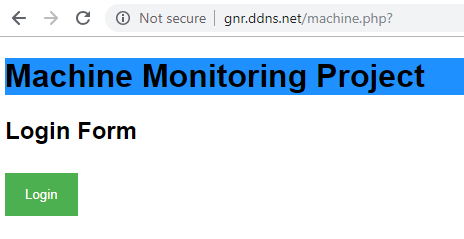 Not secure | gnr.ddns.net/machine.php?
Machine Monitoring Project
Login Form
Login